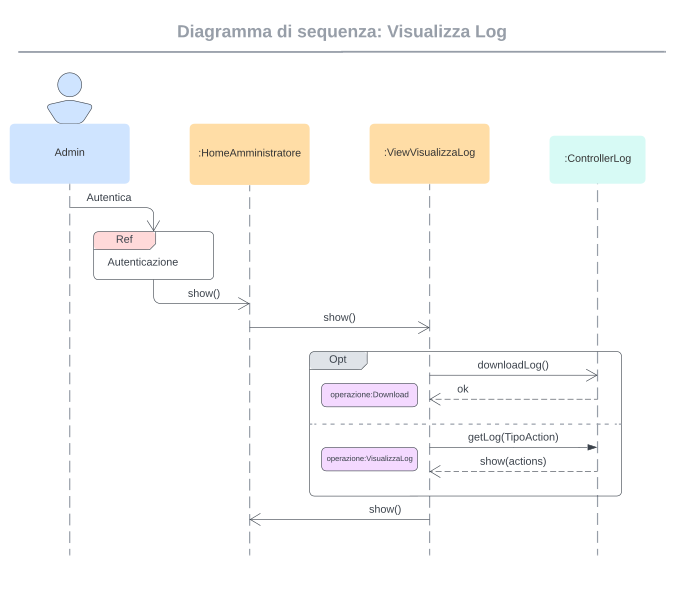 Diagramma di sequenza: Visualizza Log
Admin
:HomeAmministratore
:ViewVisualizzaLog
:ControllerLog
Autentica
Ref
Autenticazione
show()
show()
Opt
downloadLog()
operazione:Download
ok
getLog(TipoAction)
operazione:VisualizzaLog
show(actions)
show()